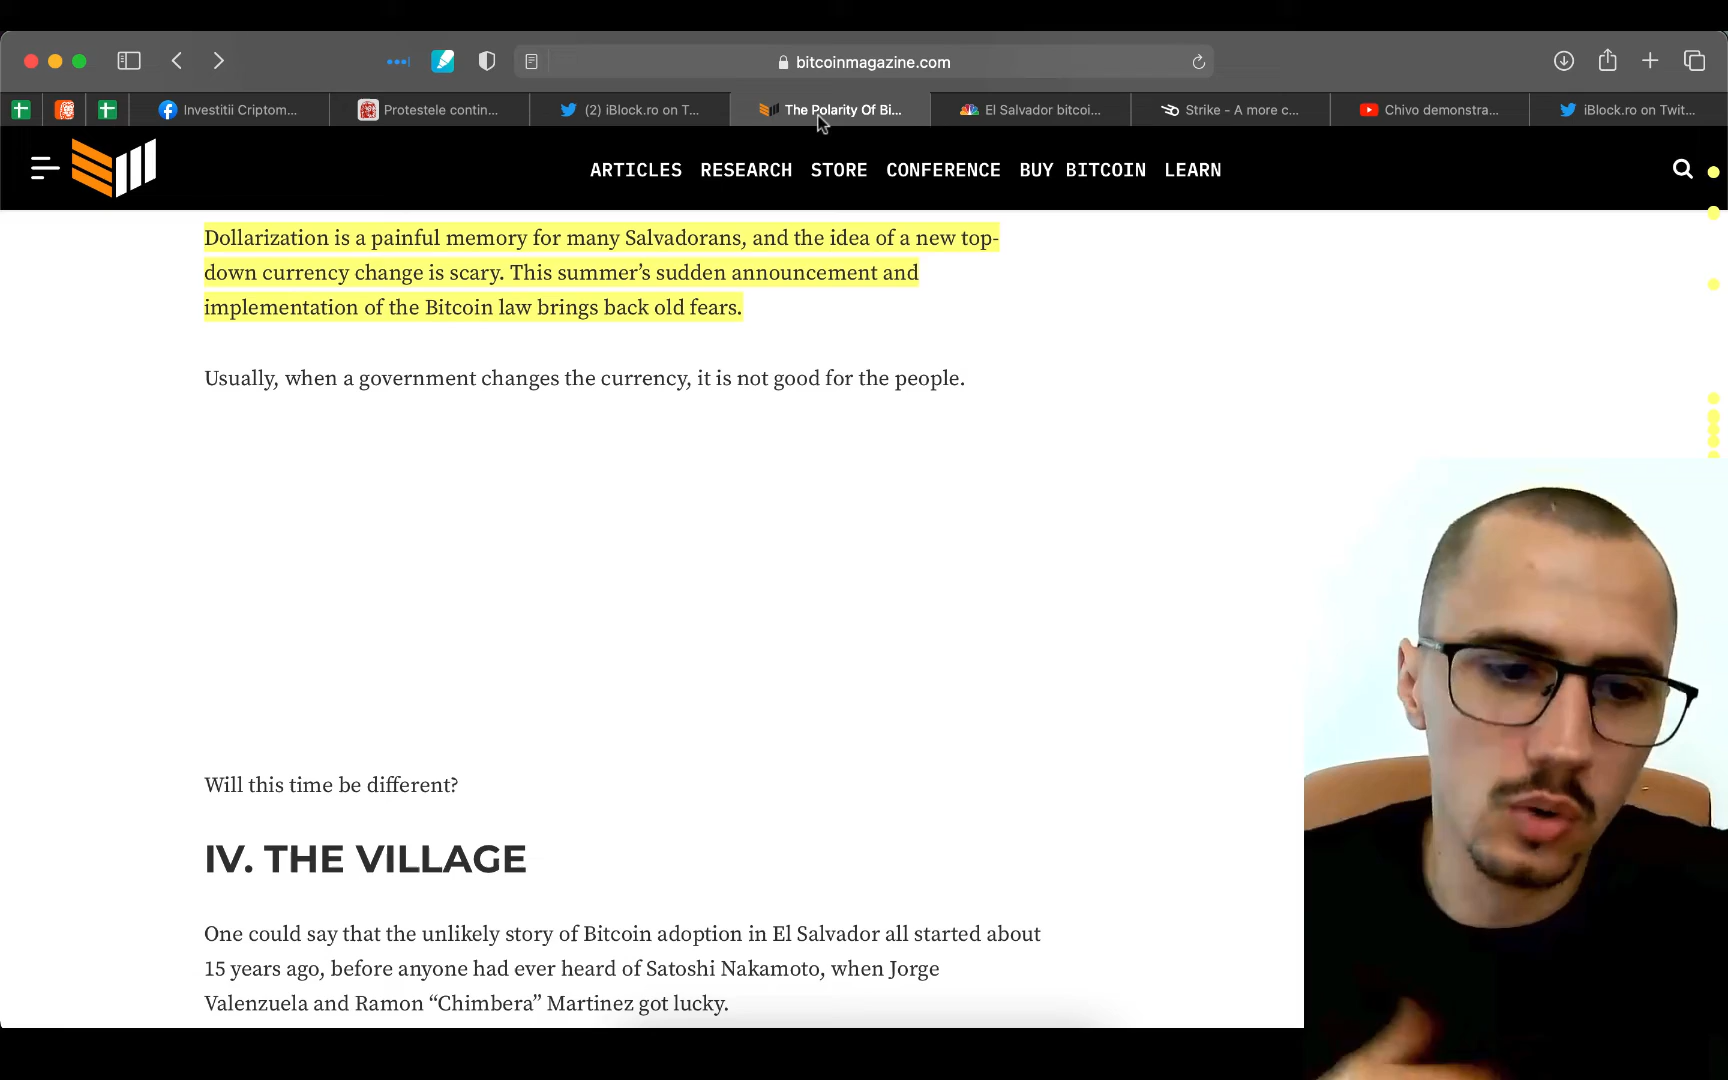 bitcoinmagazine.com
Investitii Criptom...
Protestele contin...
(2) iBlock.ro on T...
The Polarity Of Bi...
El Salvador bitcoi...
Strike - A more c...
Chivo demonstra...
iBlock.ro on Twit...
ARTICLES RESEARCH STORE CONFERENCE BUY BITCOIN LEARN
Dollarization is a painful memory for many Salvadorans, and the idea of a new top-
down currency change is scary. This summer’s sudden announcement and
implementation of the Bitcoin law brings back old fears.
Usually, when a government changes the currency, it is not good for the people.
Will this time be different?
IV. THE VILLAGE
One could say that the unlikely story of Bitcoin adoption in El Salvador all started about
15 years ago, before anyone had ever heard of Satoshi Nakamoto, when Jorge
Valenzuela and Ramon “Chimbera” Martinez got lucky.